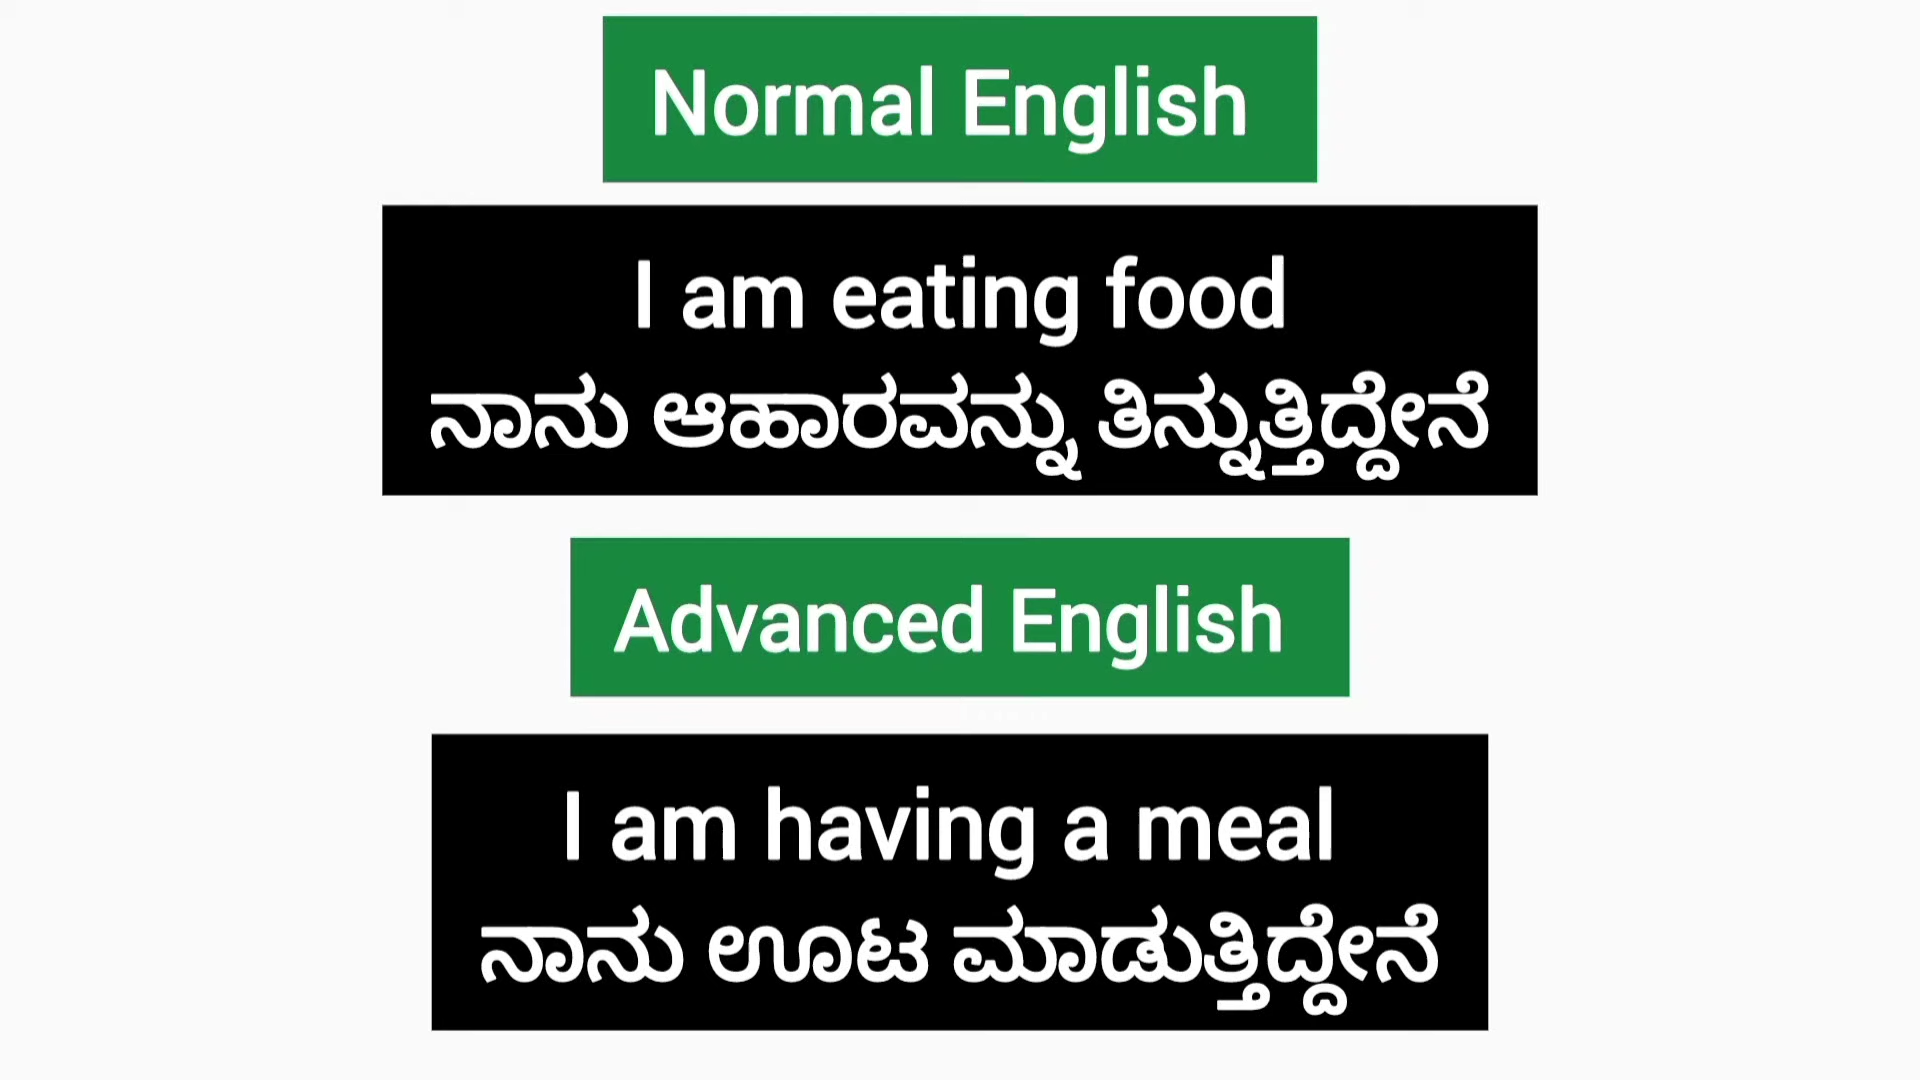 Normal English
I am eating food
ನಾನು ಆಹಾರವನ್ನು ತಿನ್ನುತ್ತಿದ್ದೇನೆ
Advanced English
I am having a meal
ನಾನು ಊಟ ಮಾಡುತ್ತಿದ್ದೇನೆ